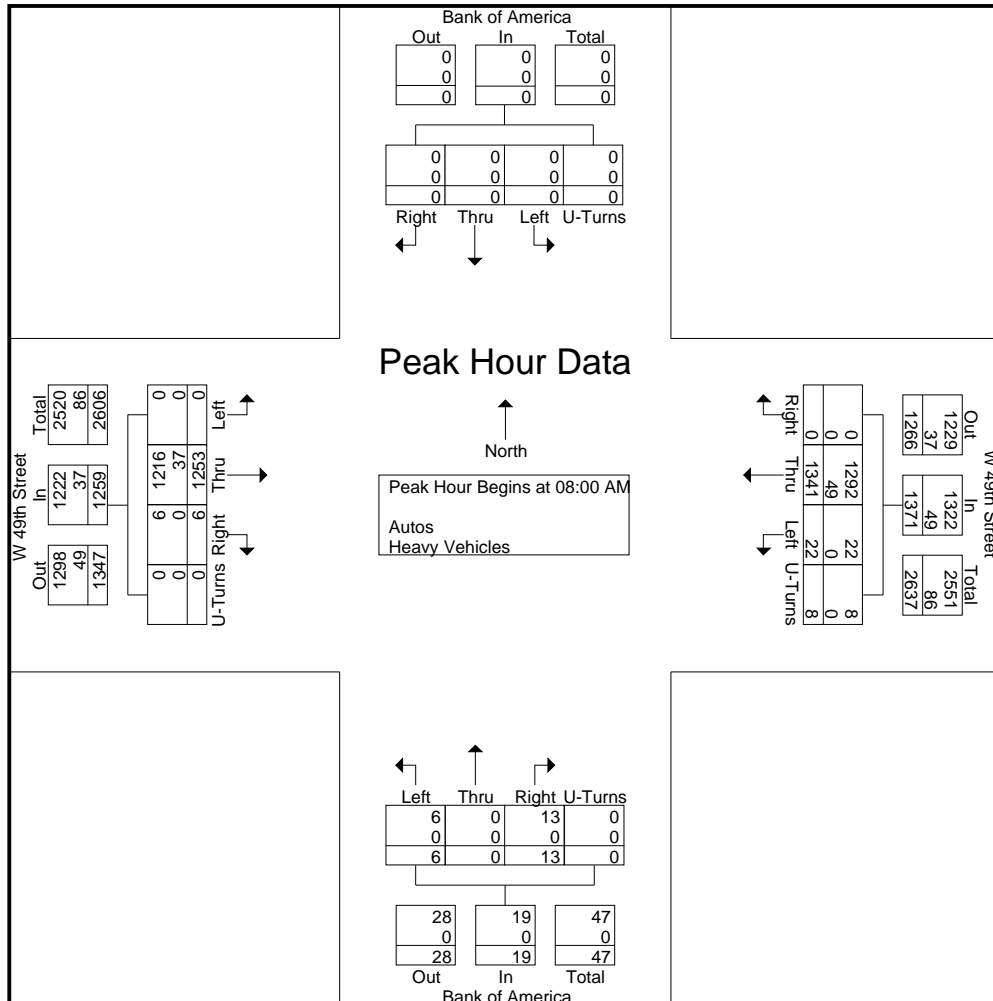 Bank of America
Out In Total
0 0 0
0 0 0
0 0 0
0 0 0 0
0 0 0 0
0 0 0 0
Right Thru Left U-Turns
Peak Hour Data
North
Peak Hour Begins at 08:00 AM
Autos
Heavy Vehicles
W 49th Street
Out In Total
1298 1222 2520
49 37 86
1347 1259 2606
0 6 1216 0
0 0 37 0
0 6 1253 0
U-Turns Right Thru Left
W 49th Street
Out In Total
1229 1322 2551
37 49 86
1266 1371 2637
0 1292 22 8
0 49 0 0
0 1341 22 8
Right Thru Left U-Turns
Left Thru Right U-Turns
6 0 13 0
0 0 0 0
6 0 13 0
28 19 47
0 0 0
28 19 47
Out In Total
Bank of America